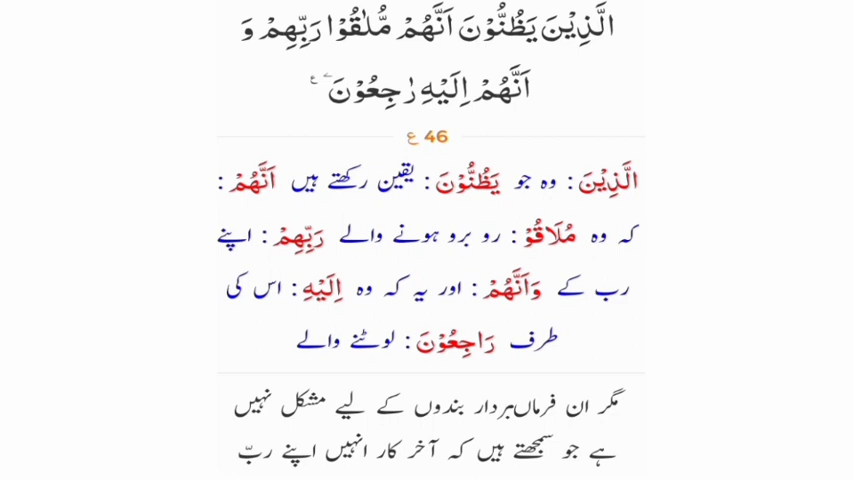 الَّذِيْنَ يَظُنُّوْنَ اَنَّهُمْ مُّلٰقُوْا رَبِّهِمْ وَ
اَنَّهُمْ اِلَيْهِ رٰجِعُوْنَ ۧ
46 ع
الَّذِیْنَ : وہ جو یَظُنُّوْنَ : یقین رکھتے ہیں اَنَّهُمْ :
کہ وہ مُلَاقُوْ : رو برو ہونے والے رَبِّهِمْ : اپنے
رب کے وَاَنَّهُمْ : اور یہ کہ وہ اِلَیْهِ : اس کی
طرف رَاجِعُوْنَ : لوٹنے والے
مگر ان فرماں بردار بندوں کے لیے مشکل نہیں
ہے جو سمجھتے ہیں کہ آخر کار انہیں اپنے ربّ